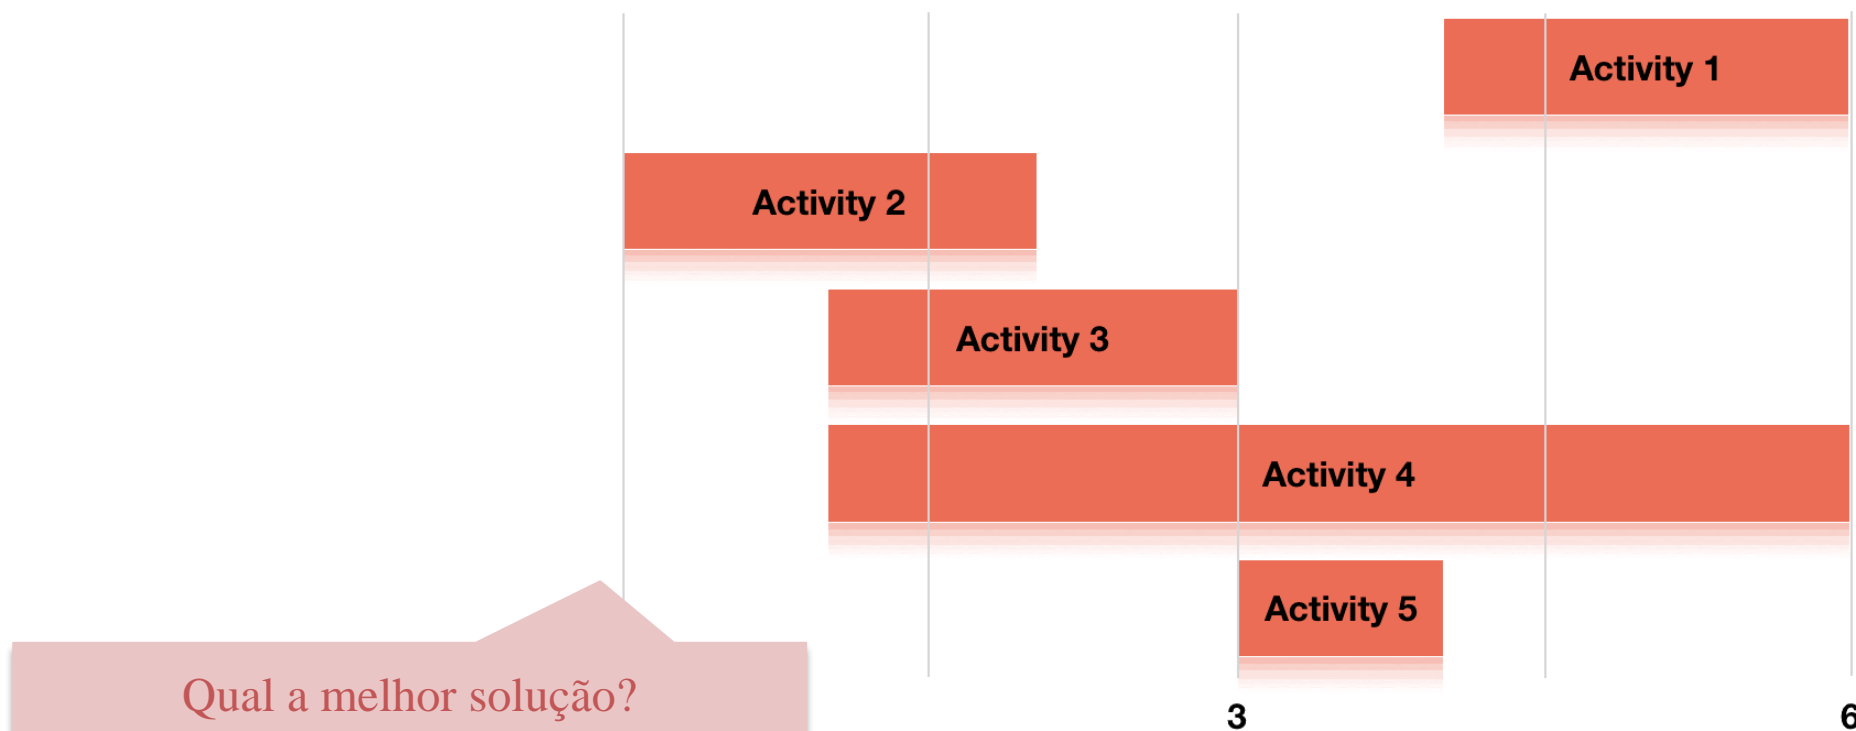 Activity 1
Activity 2
Activity 3
Activity 4
Activity 5
Qual a melhor solução?
3
6